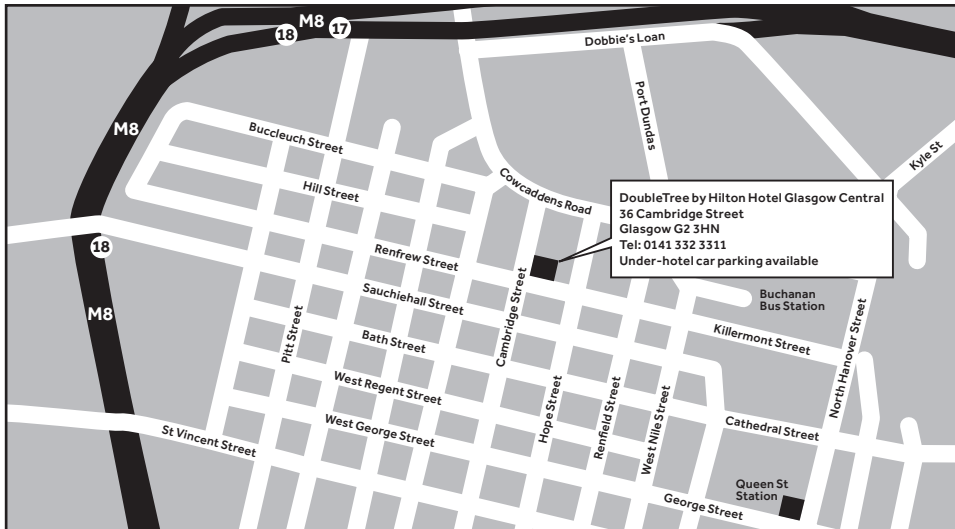 M8
17
18
Dobbie's Loan
Port Dundas
M8
Buccleuch Street
Kyle St
Hill Street
Cowcaddens Road
DoubleTree by Hilton Hotel Glasgow Central
36 Cambridge Street
Glasgow G2 3HN
Tel: 0141 332 3311
Under-hotel car parking available
18
Renfrew Street
Sauchiehall Street
Buchanan
Bus Station
M8
Pitt Street
Cambridge Street
Killermont Street
North Hanover Street
Bath Street
West Regent Street
Hope Street
Renfield Street
West Nile Street
West George Street
St Vincent Street
Cathedral Street
Queen St
Station
George Street